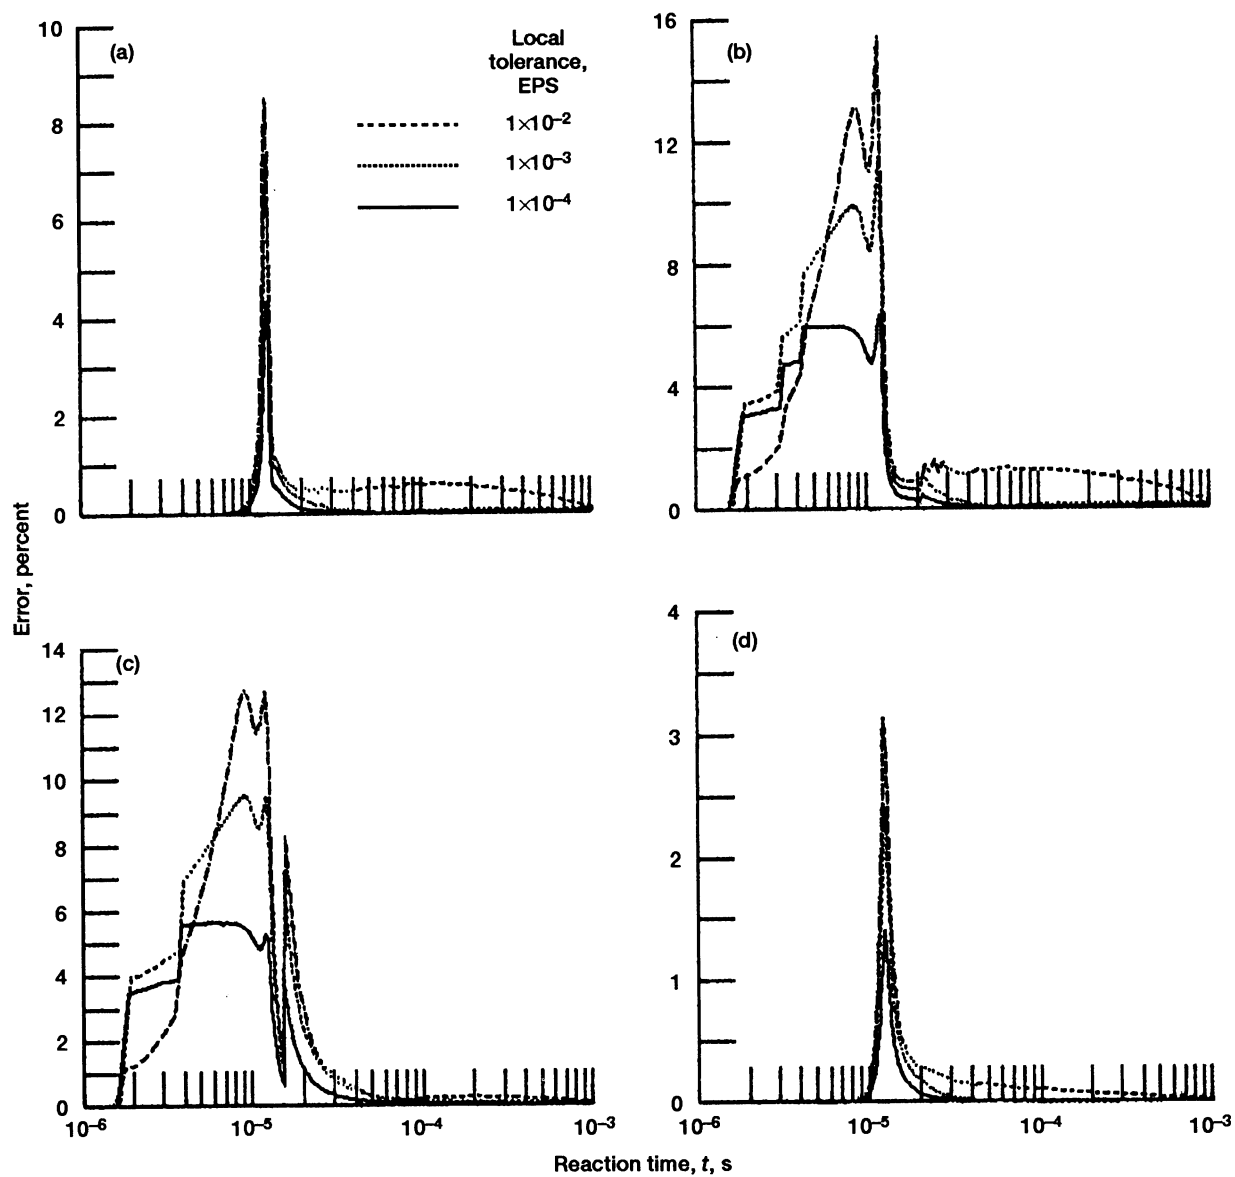 10
8
6
4
2
0
(a)
Local
tolerance,
EPS
1×10⁻²
1×10⁻³
1×10⁻⁴
16
12
8
4
0
(b)
Error, percent
14
12
10
8
6
4
2
0
(c)
10⁻⁶ 10⁻⁵ 10⁻⁴ 10⁻³
4
3
2
1
0
(d)
10⁻⁶ 10⁻⁵ 10⁻⁴ 10⁻³
Reaction time, t, s